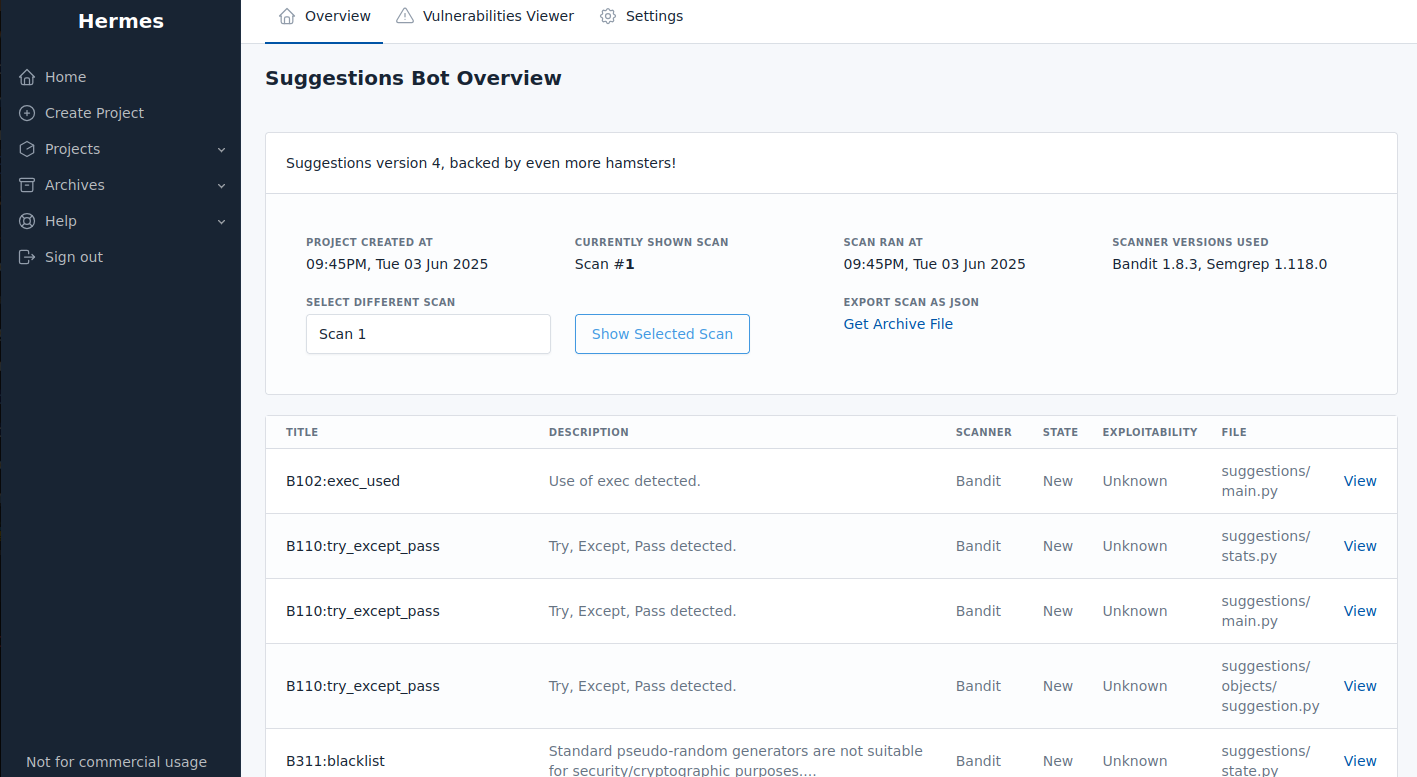 Hermes
Home
Create Project
Projects
Archives
Help
Sign out
Not for commercial usage
Overview
Vulnerabilities Viewer
Settings
Suggestions Bot Overview
Suggestions version 4, backed by even more hamsters!
PROJECT CREATED AT
09:45PM, Tue 03 Jun 2025
CURRENTLY SHOWN SCAN
Scan #1
SCAN RAN AT
09:45PM, Tue 03 Jun 2025
SCANNER VERSIONS USED
Bandit 1.8.3, Semgrep 1.118.0
SELECT DIFFERENT SCAN
Scan 1
Show Selected Scan
EXPORT SCAN AS JSON
Get Archive File
TITLE DESCRIPTION SCANNER STATE EXPLOITABILITY FILE
B102:exec_used
Use of exec detected.
Bandit
New
Unknown
suggestions/
main.py
View
B110:try_except_pass
Try, Except, Pass detected.
Bandit
New
Unknown
suggestions/
stats.py
View
B110:try_except_pass
Try, Except, Pass detected.
Bandit
New
Unknown
suggestions/
main.py
View
B110:try_except_pass
Try, Except, Pass detected.
Bandit
New
Unknown
suggestions/
objects/
suggestion.py
View
B311:blacklist
Standard pseudo-random generators are not suitable
for security/cryptographic purposes....
Bandit
New
Unknown
suggestions/
state.py
View